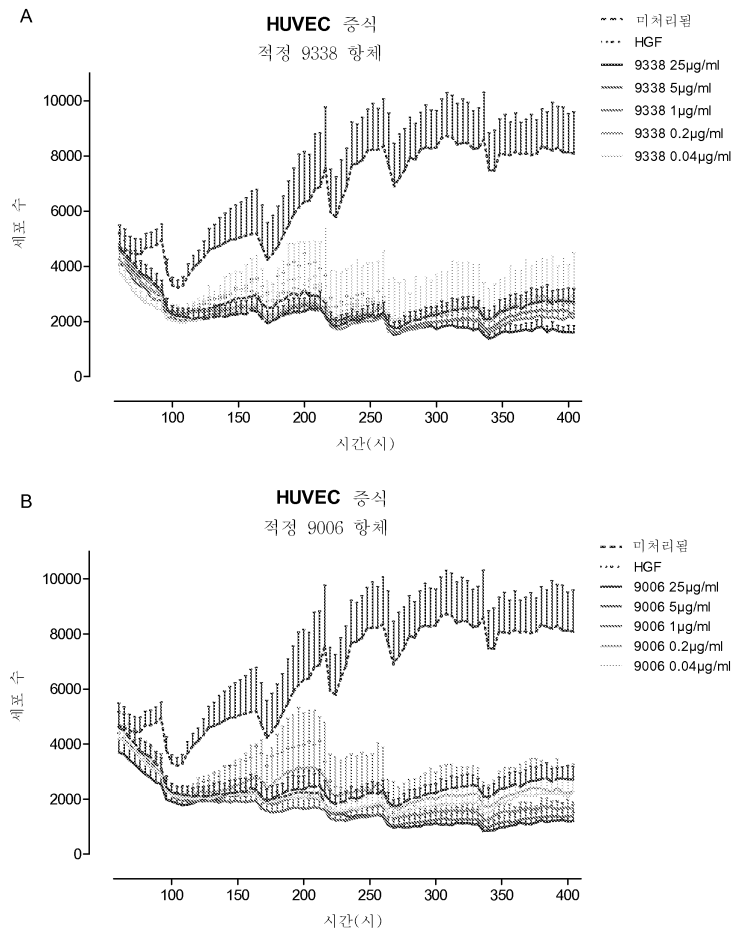 A
HUVEC 증식
적정 9338 항체
미처리됨
HGF
9338 25µg/ml
9338 5µg/ml
9338 1µg/ml
9338 0.2µg/ml
9338 0.04µg/ml
세포 수
10000
8000
6000
4000
2000
0
100 150 200 250 300 350 400
시간(시)
B
HUVEC 증식
적정 9006 항체
미처리됨
HGF
9006 25µg/ml
9006 5µg/ml
9006 1µg/ml
9006 0.2µg/ml
9006 0.04µg/ml
세포 수
10000
8000
6000
4000
2000
0
100 150 200 250 300 350 400
시간(시)